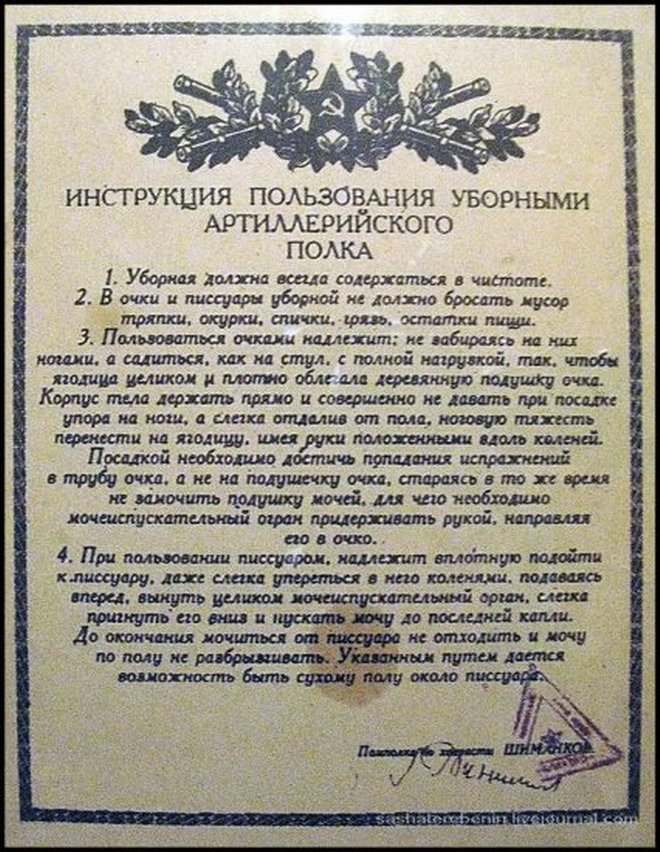 ИНСТРУКЦИЯ ПОЛЬЗОВАНИЯ УБОРНЫМИ
АРТИЛЛЕРИЙСКОГО
ПОЛКА
1. Уборная должна всегда содержаться в чистоте.
2. В очки и писсуары уборной не должно бросать мусор
тряпки, окурки, спички, грязь, остатки пищи.
3. Пользоваться очками надлежит: не забираясь на них
ногами, а садиться, как на стул, с полной нагрузкой, так, чтобы
ягодица целиком и плотно облегала деревянную подушку очка.
Корпус тела держать прямо и совершенно не давать при посадке
упора на ноги, а слегка отдалив от пола, ноговую тяжесть
перенести на ягодицу, имея руки положенными вдоль коленей.
Посадкой необходимо достичь попадания испражнений
в трубу очка, а не на подушечку очка, стараясь в то же время
не замочить подушку мочей, для чего необходимо
мочеиспускательный огран придерживать рукой, направляя
его в очко.
4. При пользовании писсуаром, надлежит вплотную подойти
к писсуару, даже слегка упереться в него коленями, подаваясь
вперед, вынуть целиком мочеиспускательный орган, слегка
пригнуть его вниз и пускать мочу до последней капли.
До окончания мочиться от писсуара не отходить и мочу
по полу не разбрызгивать. Указанным путем дается
возможность быть сухому полу около писсуара.
Помполка по хозчасти ШИМАНКОВ
sashaterebenin.livejournal.com